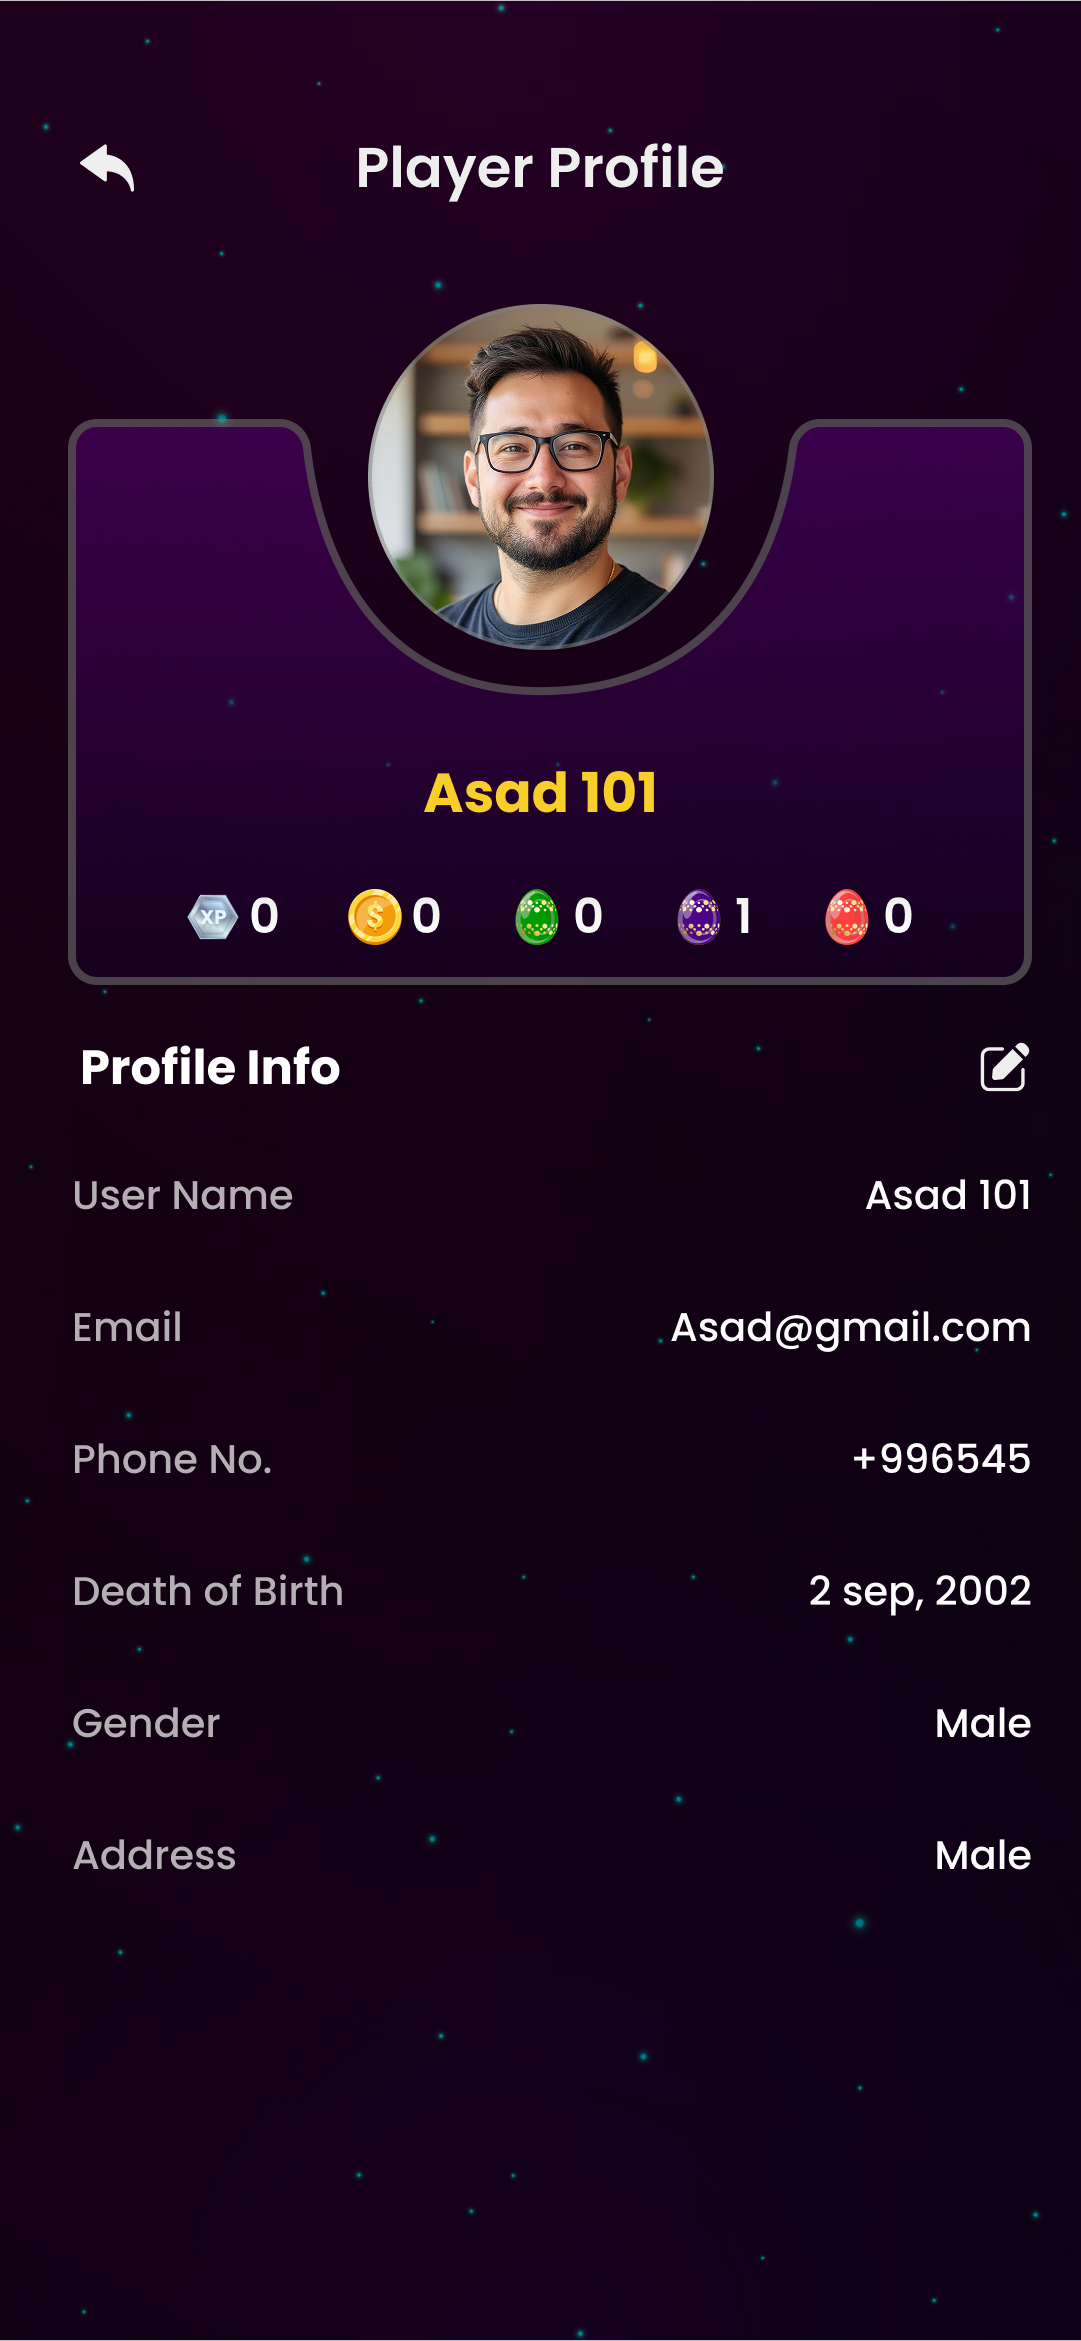 Player Profile
Asad 101
XP 0 $ 0 0 1 0
Profile Info
User Name Asad 101
Email Asad@gmail.com
Phone No. +996545
Death of Birth 2 sep, 2002
Gender Male
Address Male